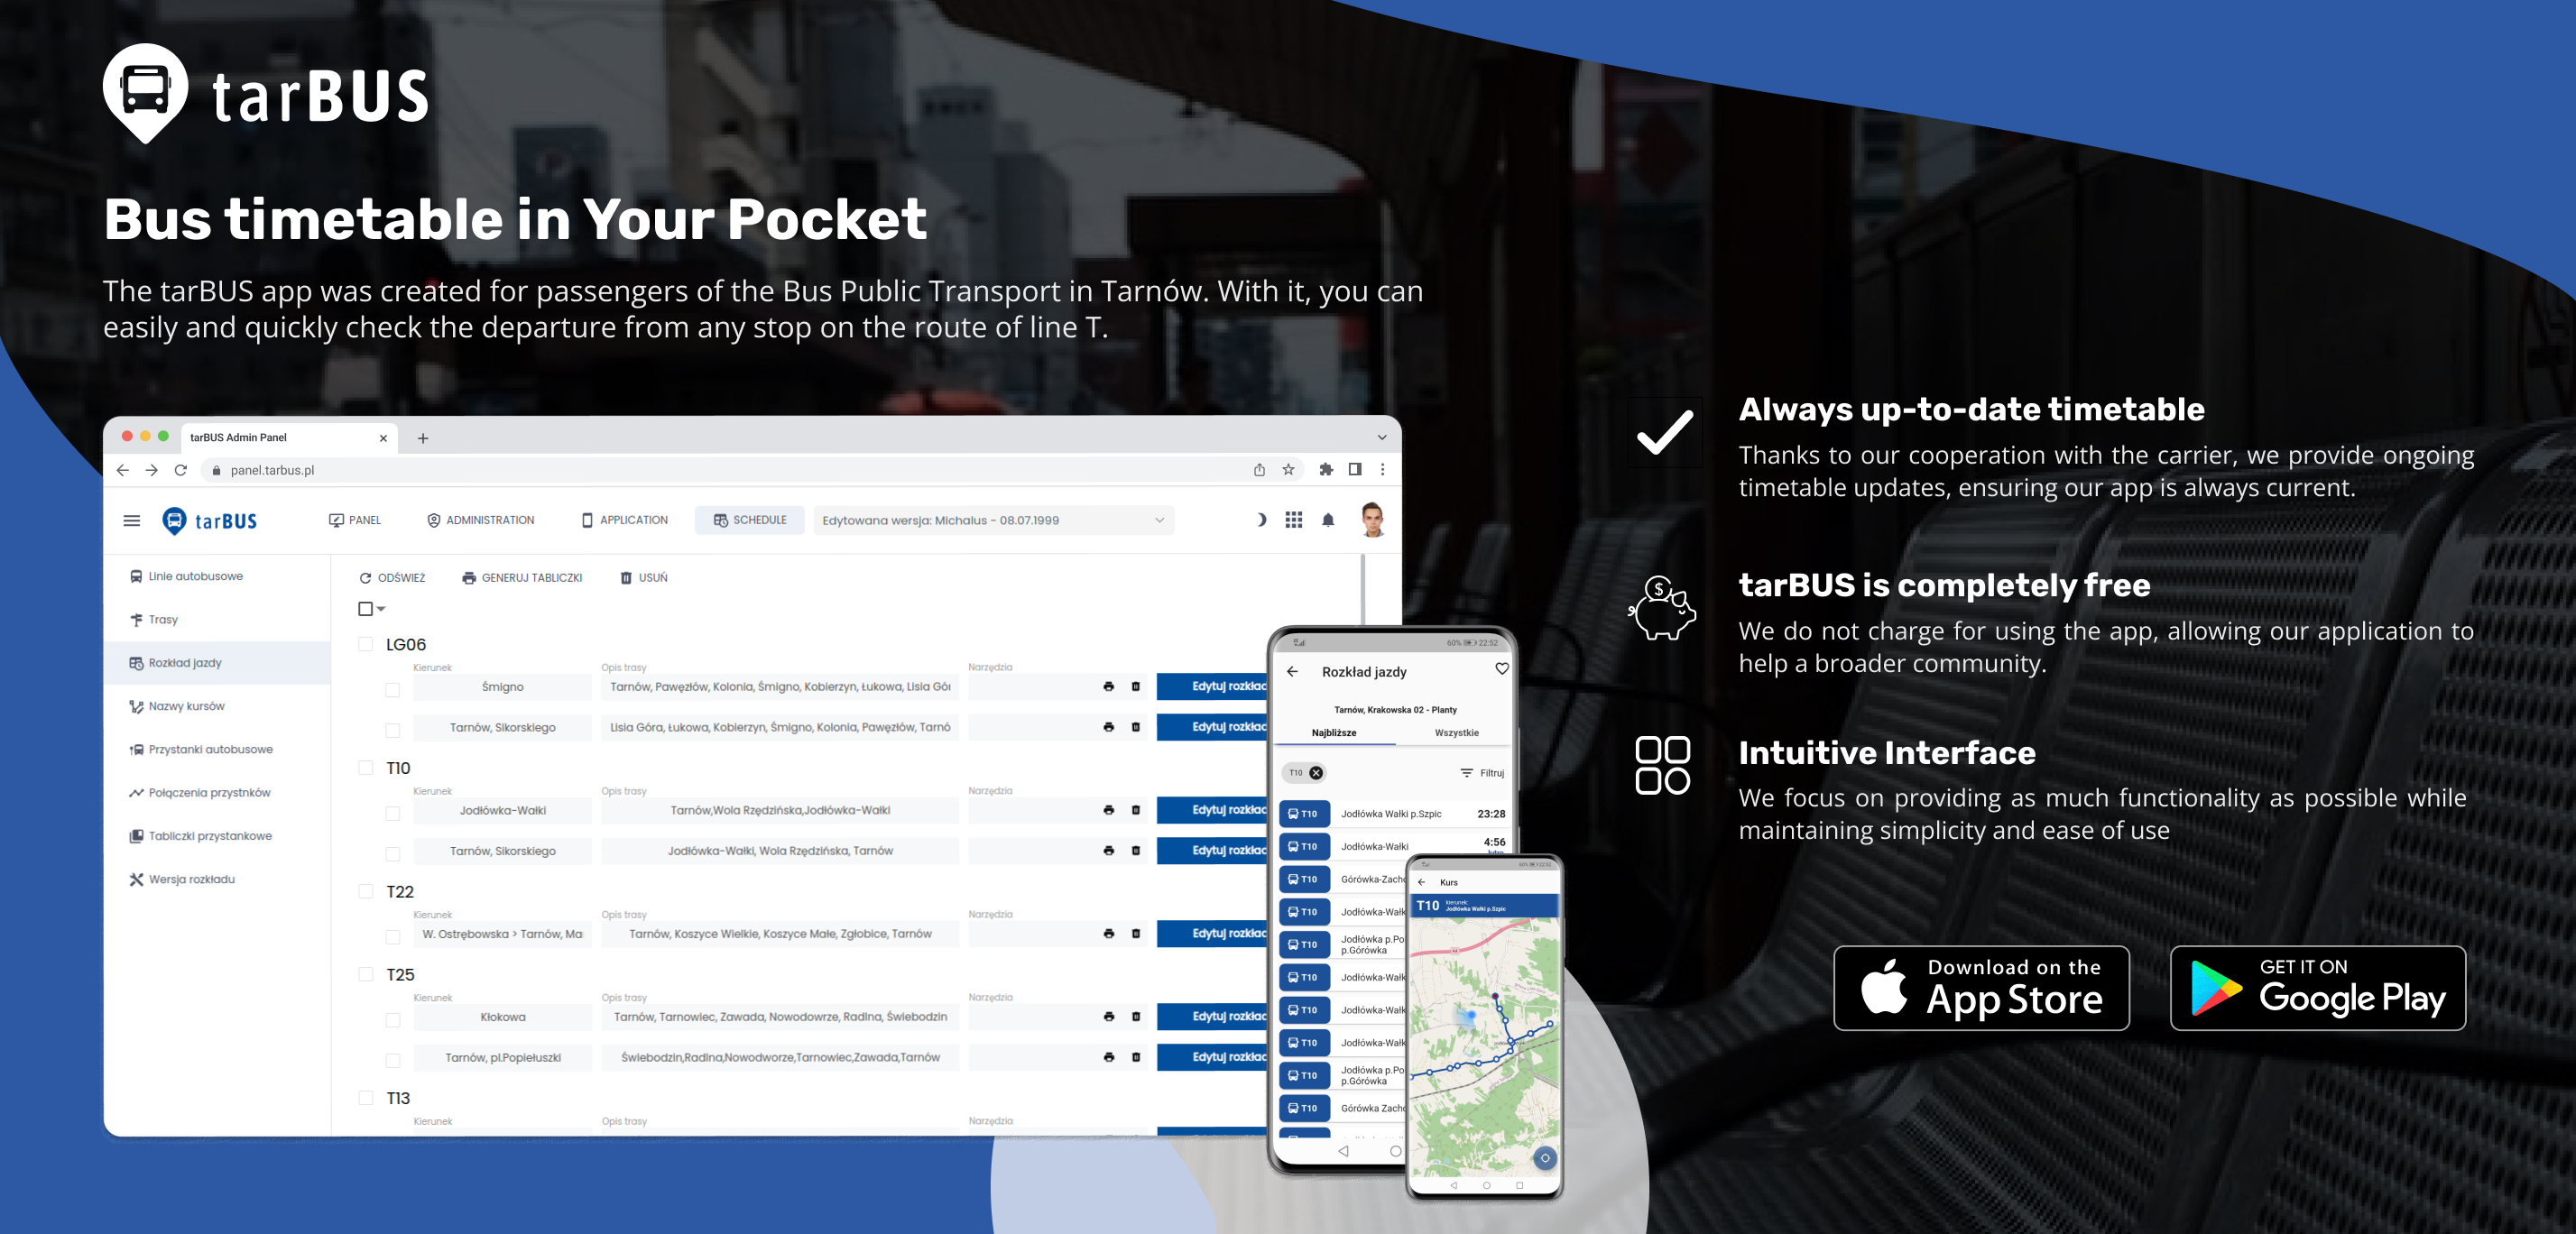 tarBUS
Bus timetable in Your Pocket
The tarBUS app was created for passengers of the Bus Public Transport in Tarnów. With it, you can
easily and quickly check the departure from any stop on the route of line T.
tarBUS Admin Panel
panel.tarbus.pl
tarBUS
PANEL
ADMINISTRATION
APPLICATION
SCHEDULE
Edytowana wersja: Michalus - 08.07.1999
Linie autobusowe
Trasy
Rozkład jazdy
Nazwy kursów
Przystanki autobusowe
Połączenia przystnków
Tabliczki przystankowe
Wersja rozkładu
ODŚWIEŻ
GENERUJ TABLICZKI
USUŃ
LG06
Kierunek Opis trasy Narzędzia
Śmigno Tarnów, Pawęzłów, Kolonia, Śmigno, Kobierzyn, Łukowa, Lisia Gór Edytuj rozkład
Tarnów, Sikorskiego Lisia Góra, Łukowa, Kobierzyn, Śmigno, Kolonia, Pawęzłów, Tarnó Edytuj rozkład
T10
Kierunek Opis trasy Narzędzia
Jodłówka-Wałki Tarnów,Wola Rzędzińska,Jodłówka-Wałki Edytuj rozkład
Tarnów, Sikorskiego Jodłówka-Wałki, Wola Rzędzińska, Tarnów Edytuj rozkład
T22
Kierunek Opis trasy Narzędzia
W. Ostrębowska > Tarnów, Ma Tarnów, Koszyce Wielkie, Koszyce Małe, Zgłobice, Tarnów Edytuj rozkład
T25
Kierunek Opis trasy Narzędzia
Kłokowa Tarnów, Tarnowiec, Zawada, Nowodowrze, Radlna, Świebodzin Edytuj rozkład
Tarnów, pl.Popiełuszki Świebodzin,Radlna,Nowodworze,Tarnowiec,Zawada,Tarnów Edytuj rozkład
T13
Kierunek Opis trasy Narzędzia
60% 22:52
Rozkład jazdy
Tarnów, Krakowska 02 - Planty
Najbliższe Wszystkie
T10 Filtruj
T10 Jodłówka Wałki p.Szpic 23:28
T10 Jodłówka-Wałki 4:56
T10 Górówka-Zacho
T10 Jodłówka-Wałk
T10 Jodłówka p.Po
p.Górówka
T10 Jodłówka-Wałk
T10 Jodłówka-Wałk
T10 Jodłówka-Wałk
T10 Jodłówka p.Po
p.Górówka
T10 Górówka Zacho
Kurs
T10 kierunek:
Jodłówka Wałki p.Szpic
Always up-to-date timetable
Thanks to our cooperation with the carrier, we provide ongoing
timetable updates, ensuring our app is always current.
tarBUS is completely free
We do not charge for using the app, allowing our application to
help a broader community.
Intuitive Interface
We focus on providing as much functionality as possible while
maintaining simplicity and ease of use
Download on the
App Store
GET IT ON
Google Play